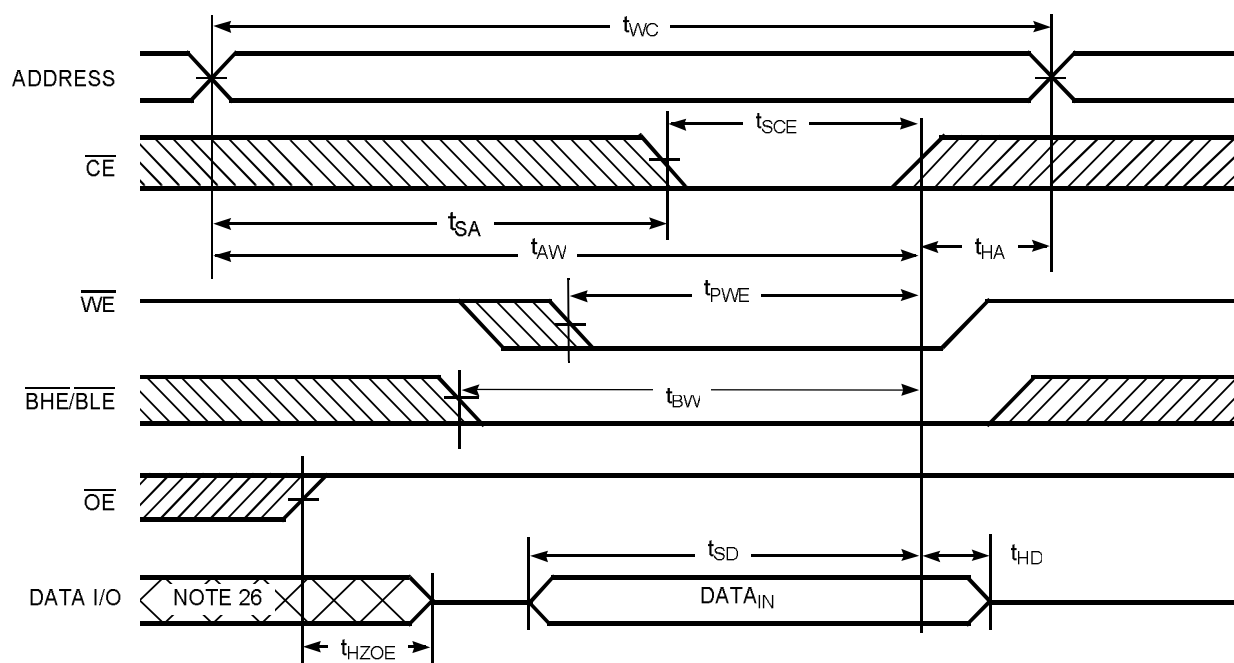 tWC
ADDRESS
tSCE
CE
tSA
tAW
tHA
WE
tPWE
BHE/BLE
tBW
OE
tSD
tHD
DATA I/O
NOTE 26
DATAIN
tHZOE